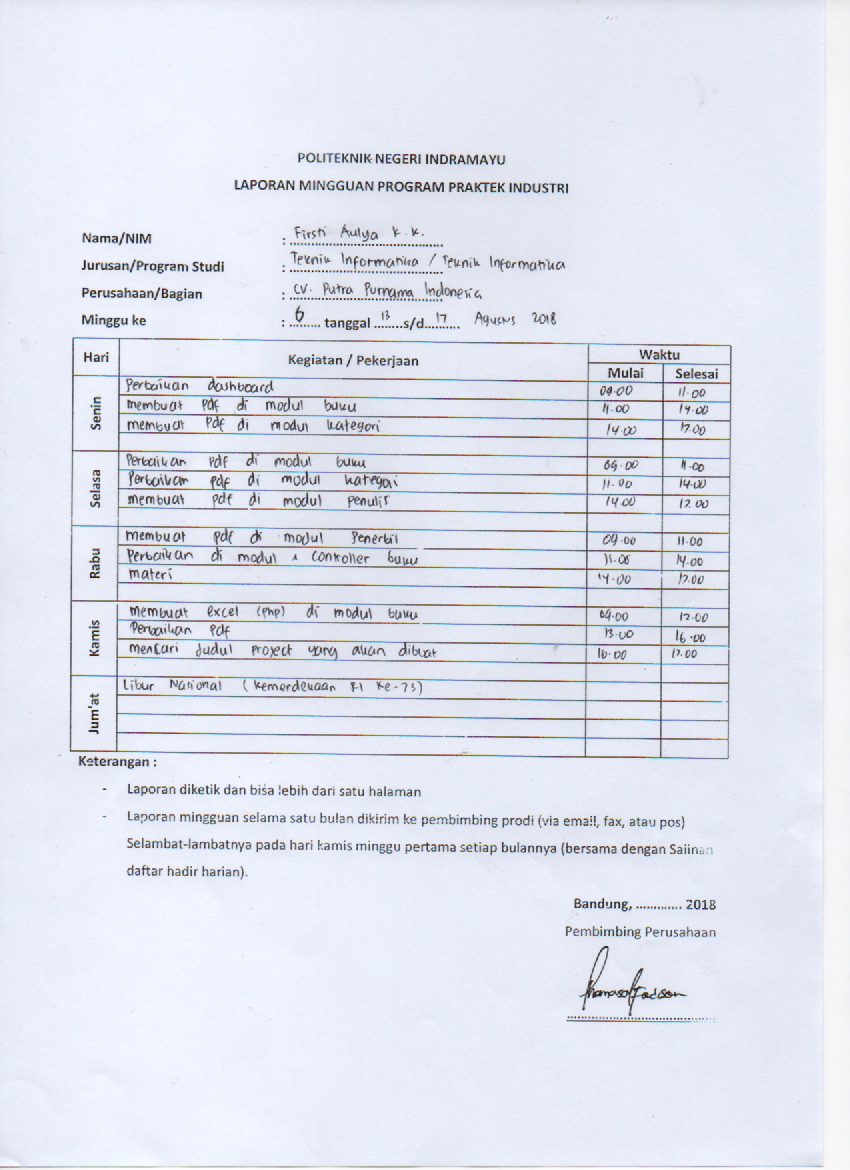 POLITEKNIK NEGERI INDRAMAYU
LAPORAN MINGGUAN PROGRAM PRAKTEK INDUSTRI
Nama/NIM : Firsti Aulya K.K.
Jurusan/Program Studi : Teknik Informatika / Teknik Informatika
Perusahaan/Bagian : CV. Putra Purnama Indonesia
Minggu ke : 6 tanggal 13 s/d 17 Agustus 2018
Hari Kegiatan / Pekerjaan Waktu
Mulai Selesai
Senin
Perbaikan dashboard 09.00 11.00
membuat pdf di modul buku 11.00 14.00
membuat pdf di modul kategori 14.00 17.00
Selasa
Perbaikan pdf di modul buku 09.00 11.00
Perbaikan pdf di modul kategori 11.00 14.00
membuat pdf di modul penulis 14.00 17.00
Rabu
membuat pdf di modul penerbit 09.00 11.00
Perbaikan di modul & controller buku 11.00 14.00
materi 14.00 17.00
Kamis
Membuat excel (php) di modul buku 09.00 12.00
Perbaikan pdf 13.00 16.00
mencari judul project yang akan dibuat 16.00 17.00
Jum'at
Libur Nasional (kemerdekaan RI ke-73)
Keterangan :
- Laporan diketik dan bisa lebih dari satu halaman
- Laporan mingguan selama satu bulan dikirim ke pembimbing prodi (via email, fax, atau pos)
Selambat-lambatnya pada hari kamis minggu pertama setiap bulannya (bersama dengan Salinan
daftar hadir harian).
Bandung, ............. 2018
Pembimbing Perusahaan